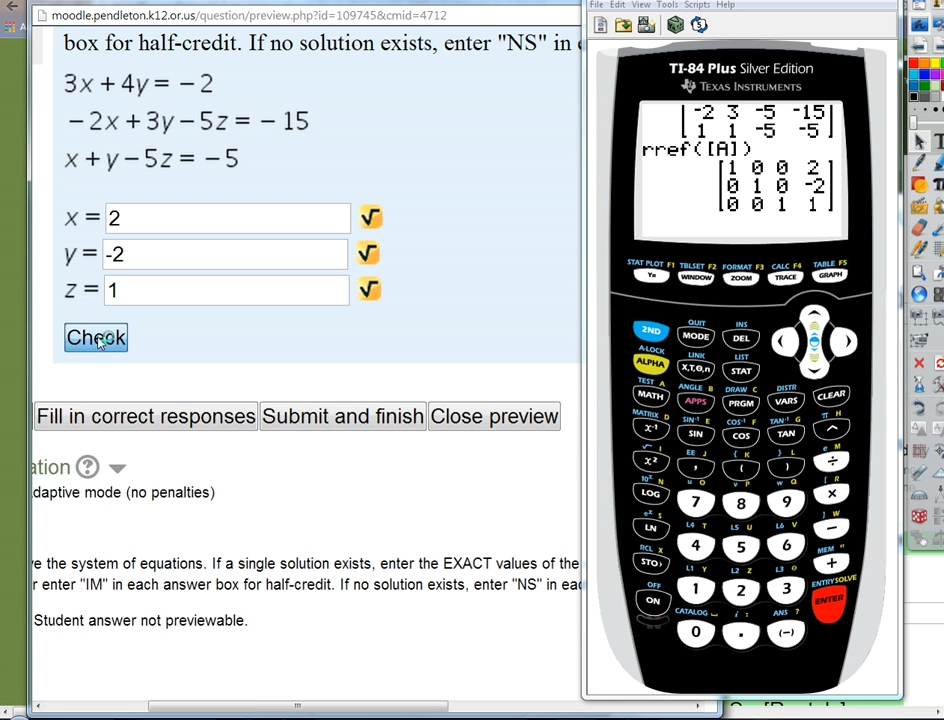 moodle.pendleton.k12.or.us/question/preview.php?id=109745&cmid=4712
box for half-credit. If no solution exists, enter "NS" in
3x + 4y = - 2
- 2x + 3y - 5z = - 15
x + y - 5z = - 5
x = 2
y = -2
z = 1
Check
Fill in correct responses Submit and finish Close preview
ation ?
daptive mode (no penalties)
ve the system of equations. If a single solution exists, enter the EXACT values of the
r enter "IM" in each answer box for half-credit. If no solution exists, enter "NS" in eac
Student answer not previewable.
File Edit View Tools Scripts Help
TI-84 Plus Silver Edition
TEXAS INSTRUMENTS
[-2 3 -5 -15]
[1 1 -5 -5]
rref([A])
[1 0 0 2]
[0 1 0 -2]
[0 0 1 1]
STAT PLOT F1 TBLSET F2 FORMAT F3 CALC F4 TABLE F5
Y= WINDOW ZOOM TRACE GRAPH
QUIT INS
2ND MODE DEL
A-LOCK LINK LIST
ALPHA X,T,Θ,n STAT
TEST A ANGLE B DRAW C DISTR
MATH APPS PRGM VARS CLEAR
MATRIX D SIN⁻¹ E COS⁻¹ F TAN⁻¹ G π H
x⁻¹ SIN COS TAN ^
√ I EE J { K } L e M
x² , ( ) ÷
10ˣ N u O v P w Q [ R
LOG 7 8 9 ×
eˣ S L4 T L5 U L6 V ] W
LN 4 5 6 −
RCL X L1 Y L2 Z L3 θ MEM "
STO› 1 2 3 +
OFF CATALOG i : ANS ? ENTRY SOLVE
ON 0 . (−) ENTER